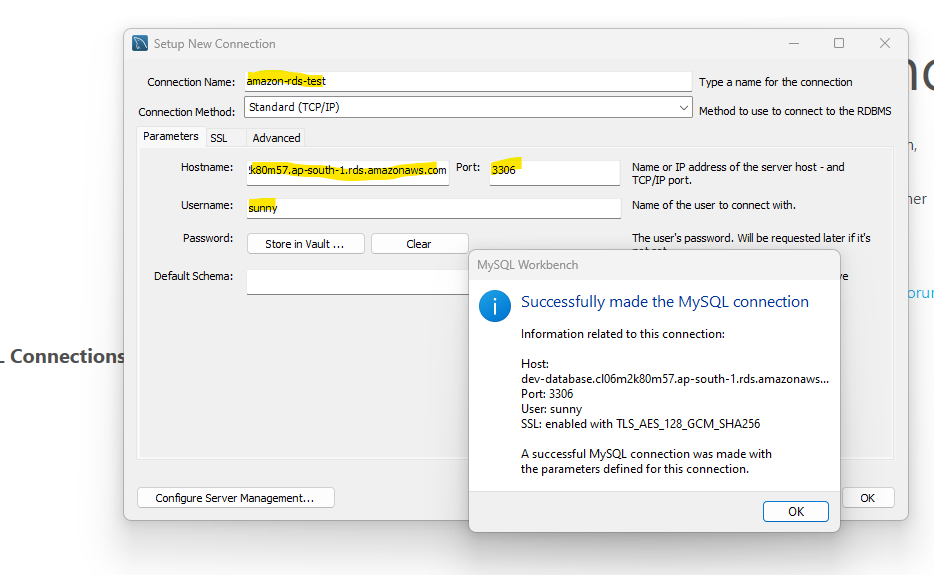 Setup New Connection
Connection Name: amazon-rds-test Type a name for the connection
Connection Method: Standard (TCP/IP) Method to use to connect to the RDBMS
Parameters SSL Advanced
Hostname: k80m57.ap-south-1.rds.amazonaws.com Port: 3306 Name or IP address of the server host - and
TCP/IP port.
Username: sunny Name of the user to connect with.
Password: Store in Vault ... Clear The user's password. Will be requested later if it's
Default Schema:
MySQL Workbench
Successfully made the MySQL connection
Information related to this connection:
Host:
dev-database.cl06m2k80m57.ap-south-1.rds.amazonaws...
Port: 3306
User: sunny
SSL: enabled with TLS_AES_128_GCM_SHA256
A successful MySQL connection was made with
the parameters defined for this connection.
OK
Configure Server Management...
OK
Connections